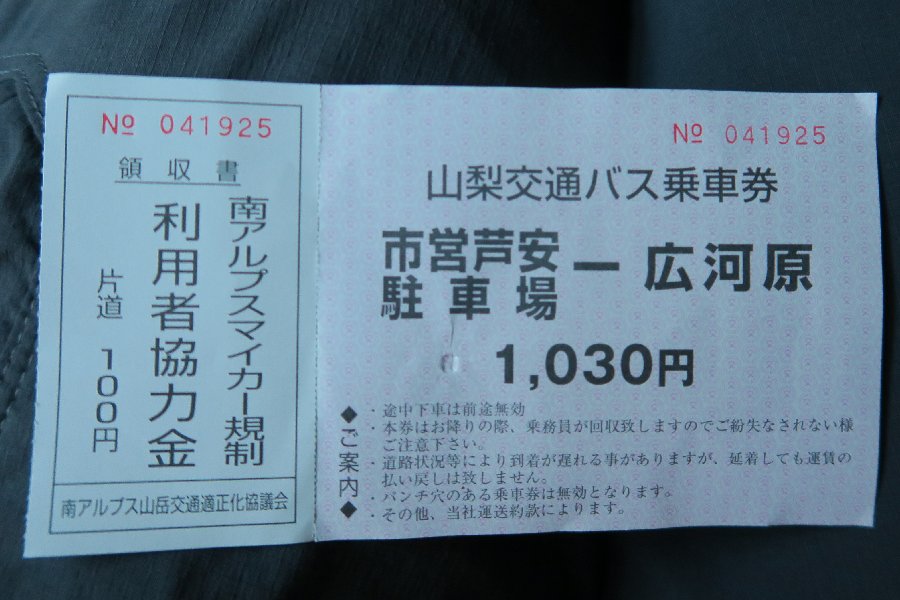 № 041925
領収書
南アルプスマイカー規制
利用者協力金
片道 100円
南アルプス山岳交通適正化協議会
№ 041925
山梨交通バス乗車券
市営芦安
駐車場
ー広河原
1,030円
◆ご案内◆
・途中下車は前途無効
・本券はお降りの際、乗務員が回収致しますのでご紛失なされない様
ご注意下さい。
・道路状況等により到着が遅れる事がありますが、延着しても運賃の
払い戻しは致しません。
・パンチ穴のある乗車券は無効となります。
・その他、当社運送約款によります。